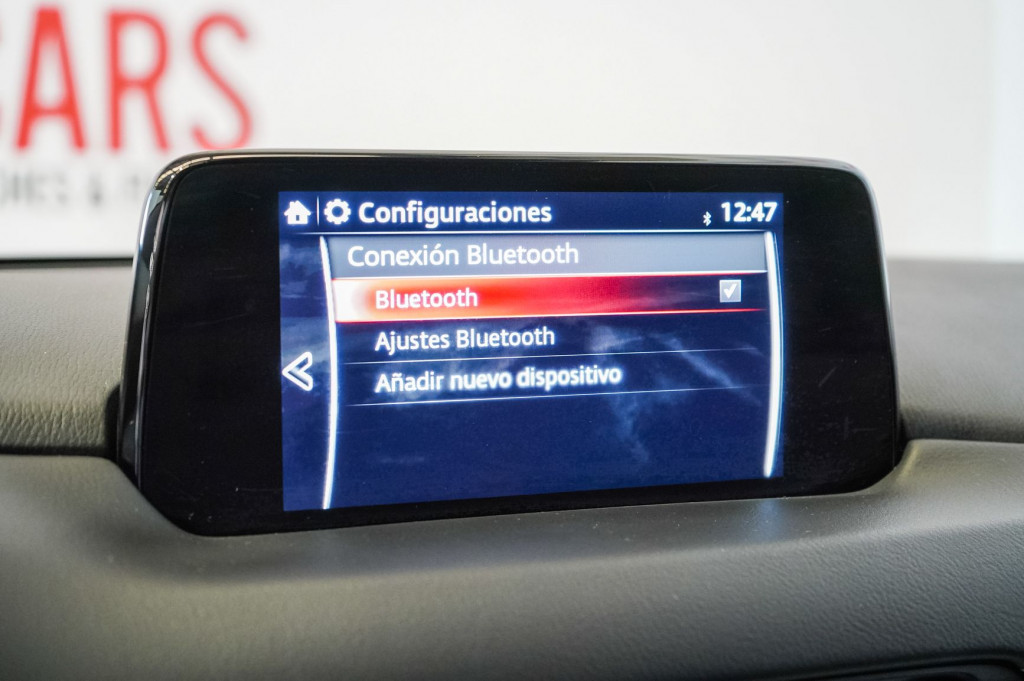 CARS
Configuraciones
12:47
Conexión Bluetooth
Bluetooth
Ajustes Bluetooth
Añadir nuevo dispositivo